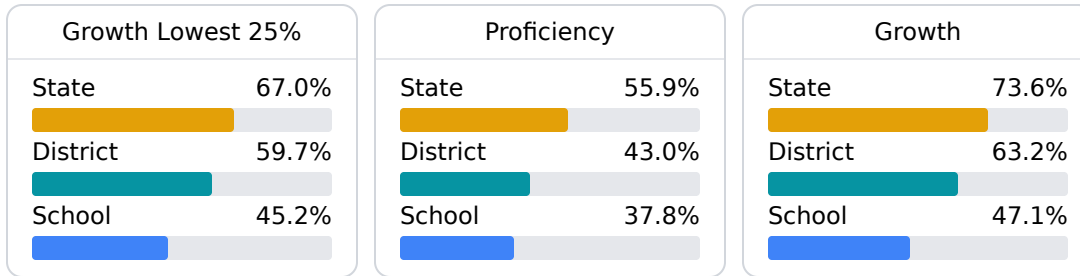 Growth Lowest 25%
State 67.0%
District 59.7%
School 45.2%
Proficiency
State 55.9%
District 43.0%
School 37.8%
Growth
State 73.6%
District 63.2%
School 47.1%